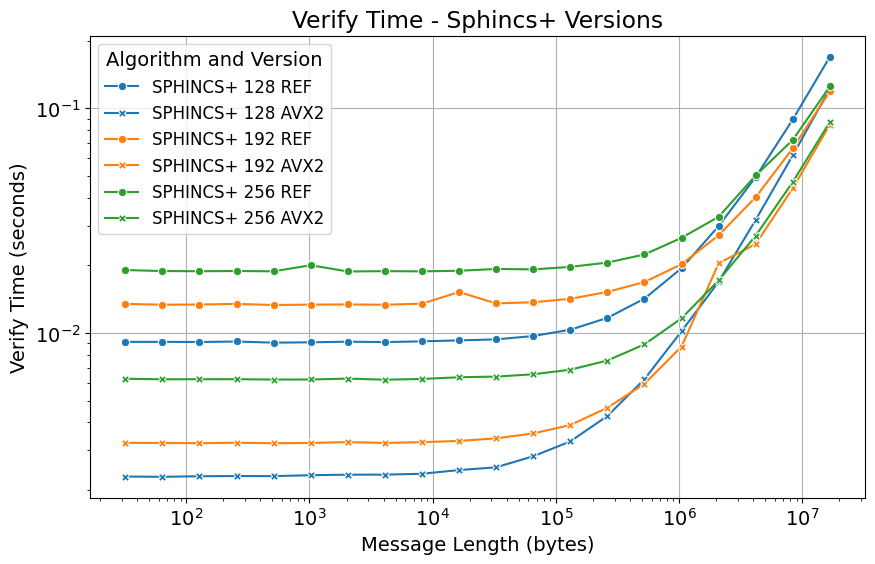 Verify Time - Sphincs+ Versions
Algorithm and Version
SPHINCS+ 128 REF
SPHINCS+ 128 AVX2
SPHINCS+ 192 REF
SPHINCS+ 192 AVX2
SPHINCS+ 256 REF
SPHINCS+ 256 AVX2
Verify Time (seconds)
10⁻¹
10⁻²
10² 10³ 10⁴ 10⁵ 10⁶ 10⁷
Message Length (bytes)